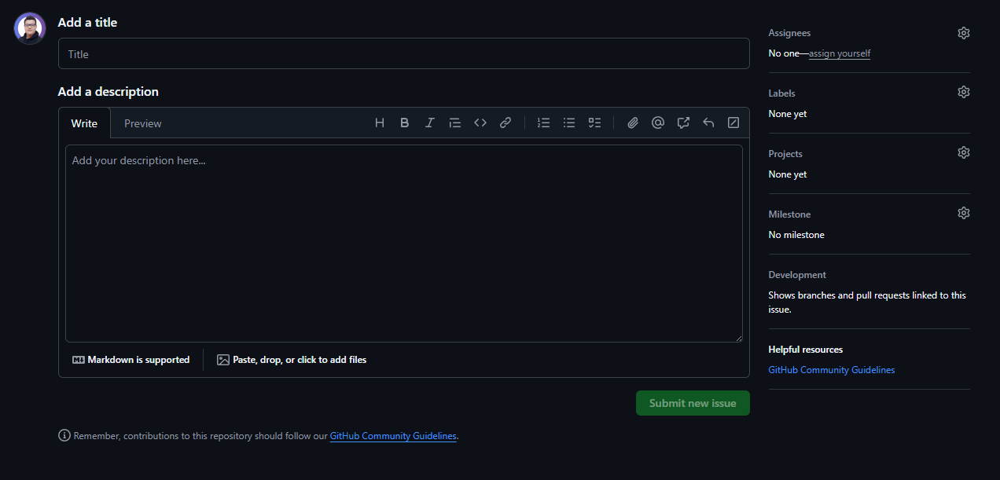 Add a title
Title
Add a description
Write
Preview
Add your description here...
Markdown is supported
Paste, drop, or click to add files
Submit new issue
Remember, contributions to this repository should follow our GitHub Community Guidelines.
Assignees
No one—assign yourself
Labels
None yet
Projects
None yet
Milestone
No milestone
Development
Shows branches and pull requests linked to this
issue.
Helpful resources
GitHub Community Guidelines